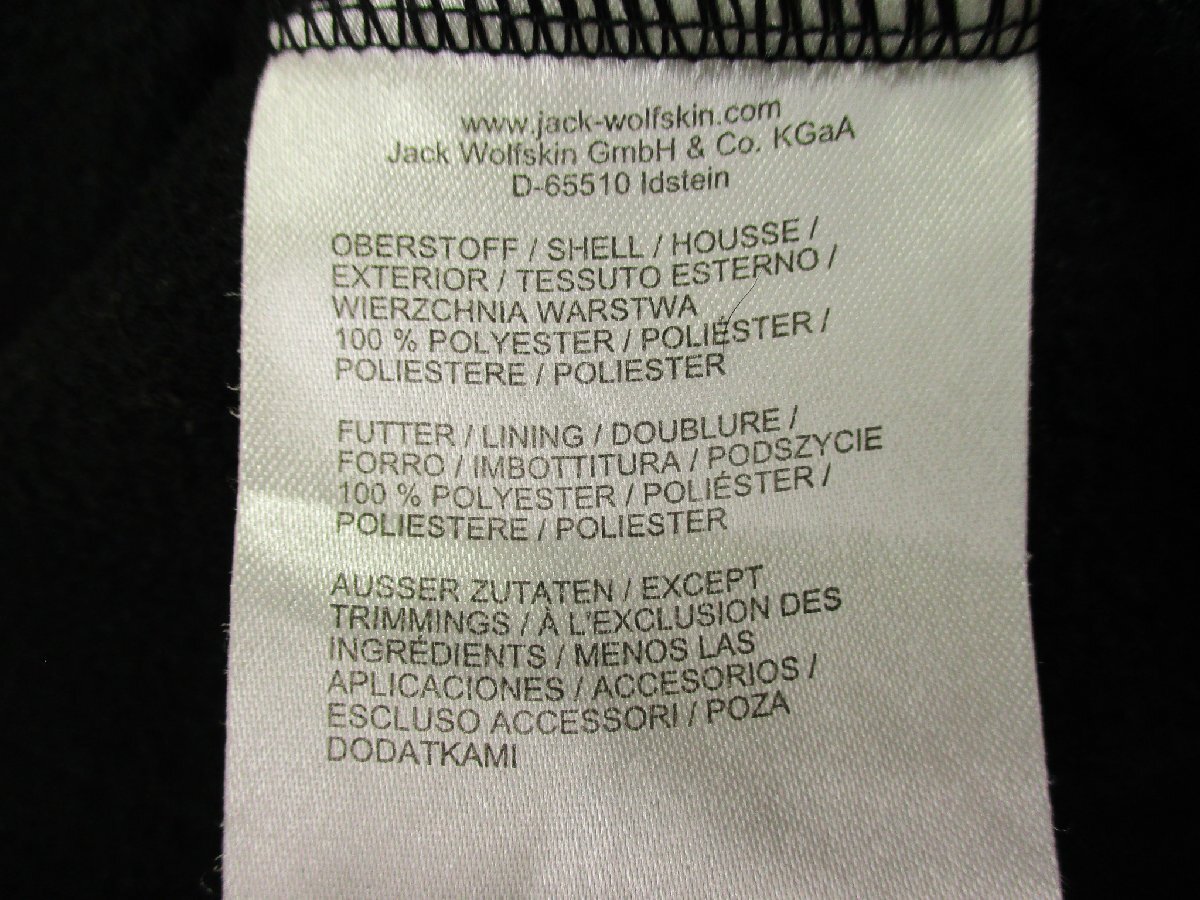 www.jack-wolfskin.com
Jack Wolfskin GmbH & Co. KGaA
D-65510 Idstein
OBERSTOFF / SHELL / HOUSSE /
EXTERIOR / TESSUTO ESTERNO /
WIERZCHNIA WARSTWA
100 % POLYESTER / POLIÉSTER /
POLIESTERE / POLIESTER
FUTTER / LINING / DOUBLURE /
FORRO / IMBOTTITURA / PODSZYCIE
100 % POLYESTER / POLIÉSTER /
POLIESTERE / POLIESTER
AUSSER ZUTATEN / EXCEPT
TRIMMINGS / À L'EXCLUSION DES
INGRÉDIENTS / MENOS LAS
APLICACIONES / ACCESORIOS /
ESCLUSO ACCESSORI / POZA
DODATKAMI